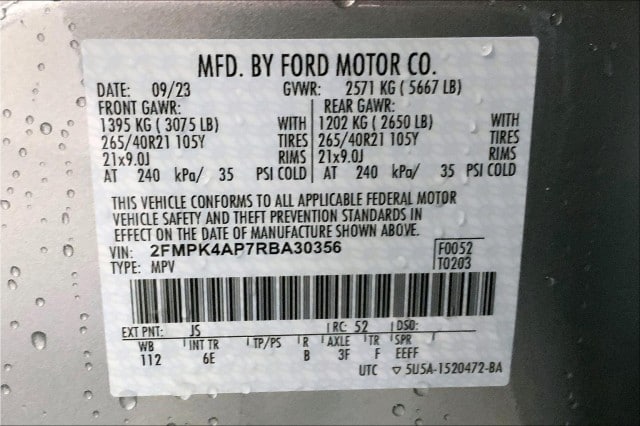 MFD. BY FORD MOTOR CO.
DATE: 09/23 GVWR: 2571 KG ( 5667 LB)
FRONT GAWR: REAR GAWR:
1395 KG ( 3075 LB) WITH 1202 KG ( 2650 LB) WITH
265/40R21 105Y TIRES 265/40R21 105Y TIRES
21x9.0J RIMS 21x9.0J RIMS
AT 240 kPa/ 35 PSI COLD AT 240 kPa/ 35 PSI COLD
THIS VEHICLE CONFORMS TO ALL APPLICABLE FEDERAL MOTOR
VEHICLE SAFETY AND THEFT PREVENTION STANDARDS IN
EFFECT ON THE DATE OF MANUFACTURE SHOWN ABOVE.
VIN: 2FMPK4AP7RBA30356 F0052
TYPE: MPV T0203
EXT PNT: JS RC: 52 DSO:
WB INT TR TP/PS R AXLE TR SPR
112 6E B 3F F EEFF
UTC ▽ 5U5A-1520472-BA